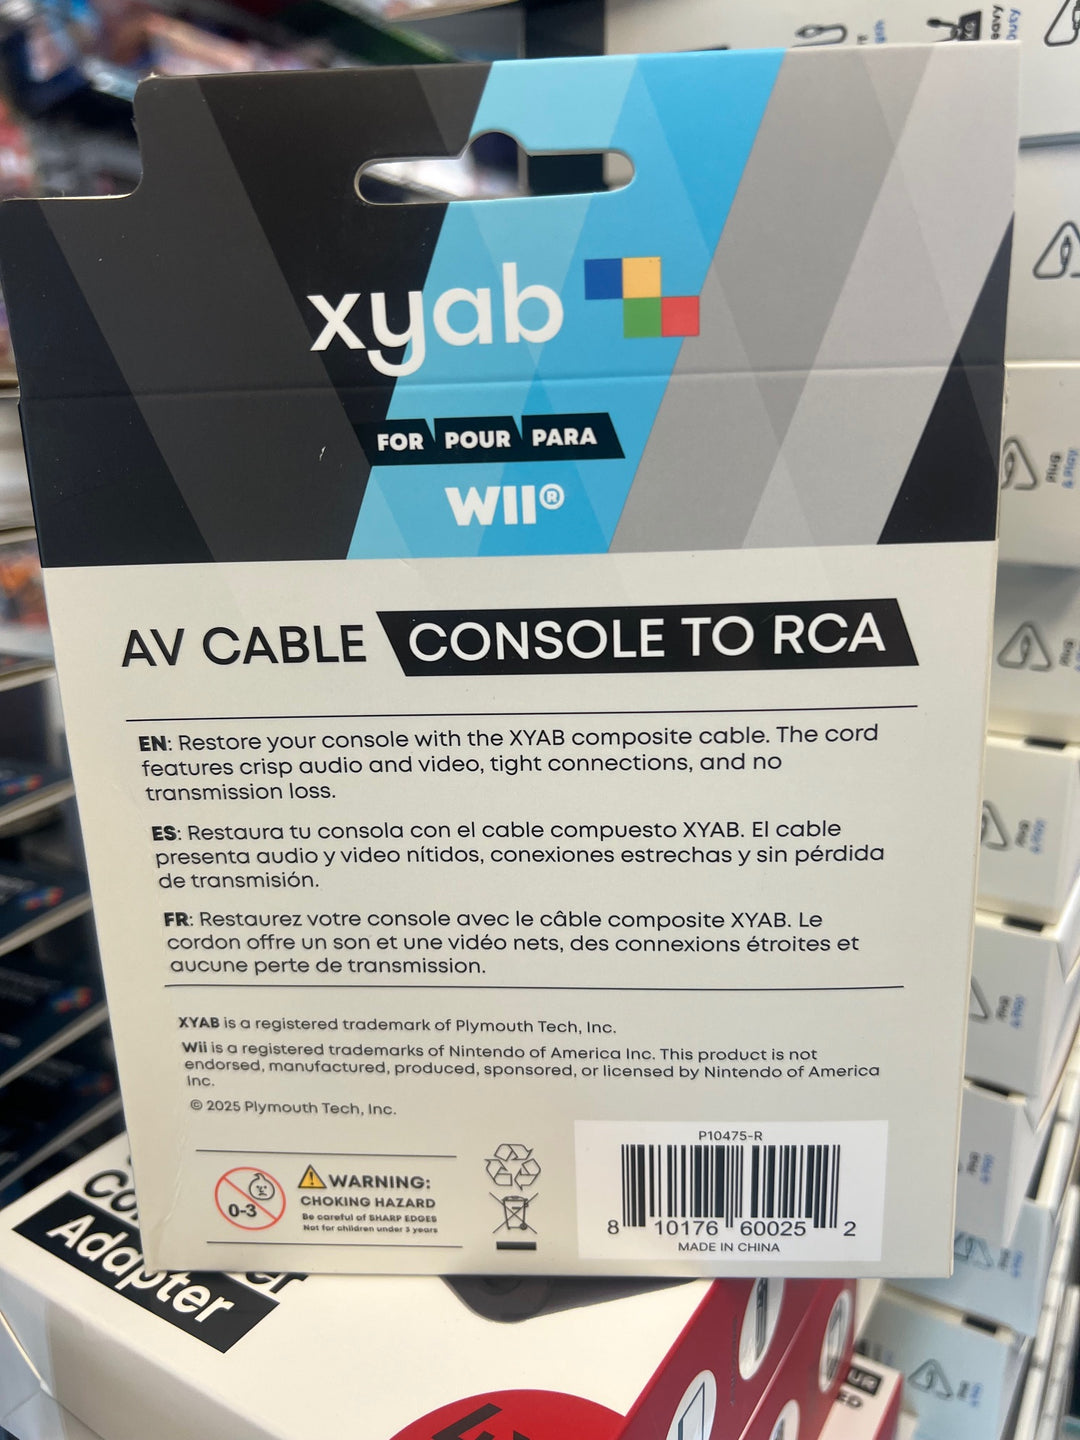 xyab
FOR POUR PARA
WII®
AV CABLE CONSOLE TO RCA
EN: Restore your console with the XYAB composite cable. The cord
features crisp audio and video, tight connections, and no
transmission loss.
ES: Restaura tu consola con el cable compuesto XYAB. El cable
presenta audio y video nítidos, conexiones estrechas y sin pérdida
de transmisión.
FR: Restaurez votre console avec le câble composite XYAB. Le
cordon offre un son et une vidéo nets, des connexions étroites et
aucune perte de transmission.
XYAB is a registered trademark of Plymouth Tech, Inc.
Wii is a registered trademarks of Nintendo of America Inc. This product is not
endorsed, manufactured, produced, sponsored, or licensed by Nintendo of America
Inc.
© 2025 Plymouth Tech, Inc.
0-3
WARNING:
CHOKING HAZARD
Be careful of SHARP EDGES
Not for children under 3 years
P10475-R
8 10176 60025 2
MADE IN CHINA
Adapter
Plug
& Play